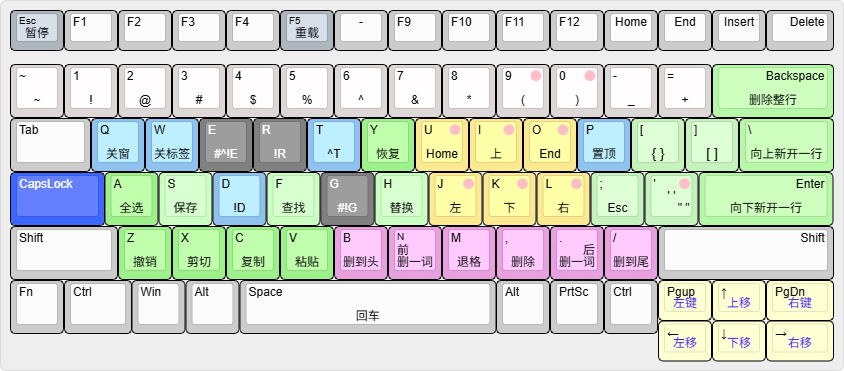 Esc F1 F2 F3 F4 F5 - F9 F10 F11 F12 Home End Insert Delete
暂停 重载
~ 1 2 3 4 5 6 7 8 9 0 - = Backspace
~ ! @ # $ % ^ & * ( ) _ + 删除整行
Tab Q W E R T Y U I O P [ ] \
关窗 关标签 #^!E !R ^T 恢复 Home 上 End 置顶 { } [ ] 向上新开一行
CapsLock A S D F G H J K L ; ' Enter
全选 保存 !D 查找 #!G 替换 左 下 右 Esc ' ' " " 向下新开一行
Shift Z X C V B N M , . / Shift
前 后
撤销 剪切 复制 粘贴 删到头 删一词 退格 删除 删一词 删到尾
Fn Ctrl Win Alt Space Alt PrtSc Ctrl Pgup ↑ PgDn
回车 左键 上移 右键
← ↓ →
左移 下移 右移